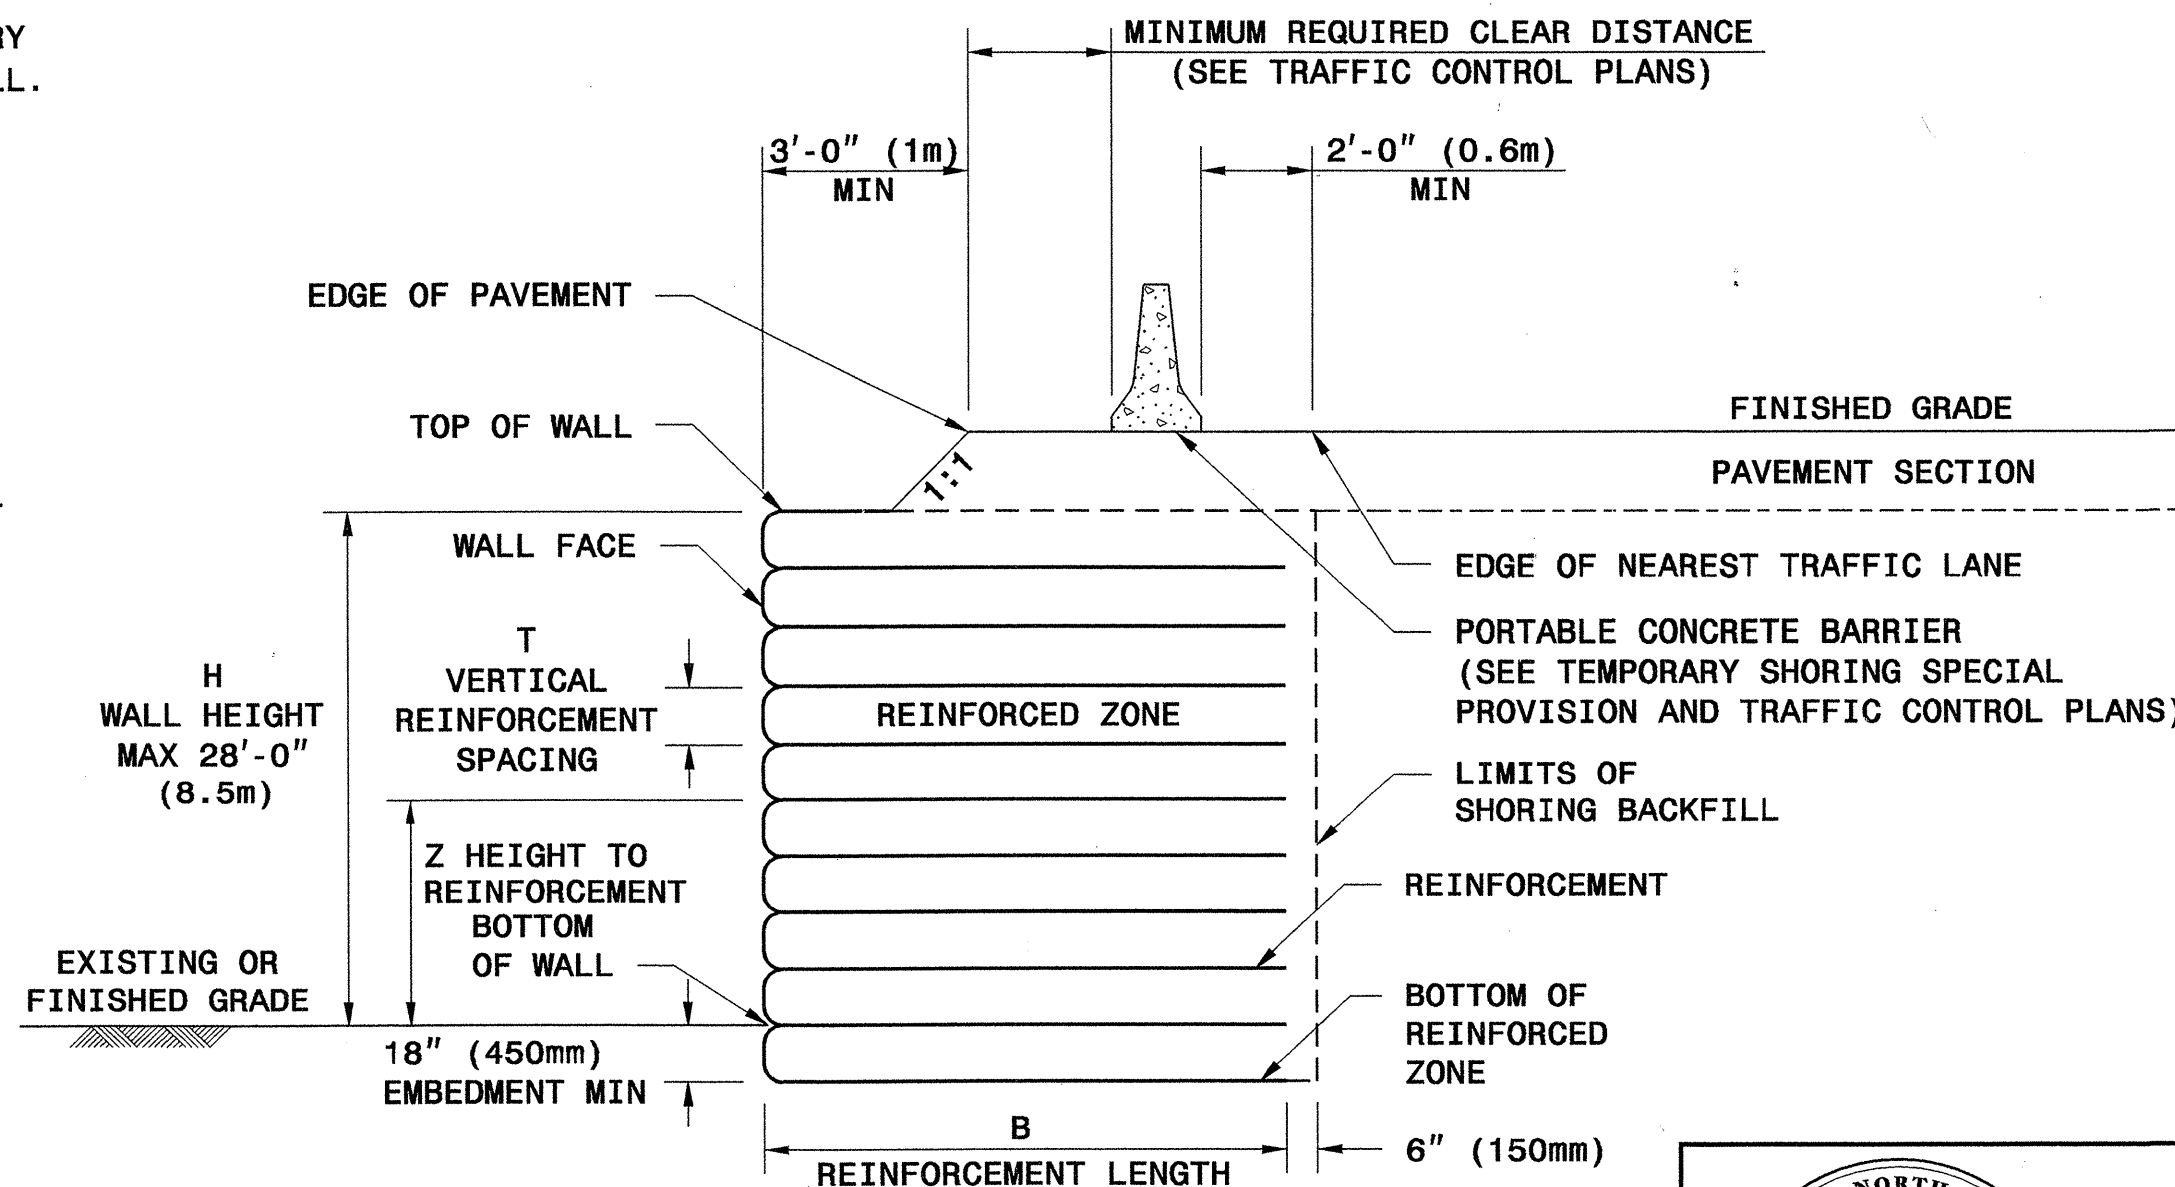 RY
LL.
MINIMUM REQUIRED CLEAR DISTANCE
(SEE TRAFFIC CONTROL PLANS)
3'-0" (1m)
MIN
2'-0" (0.6m)
MIN
EDGE OF PAVEMENT
TOP OF WALL
1:1
FINISHED GRADE
PAVEMENT SECTION
WALL FACE
EDGE OF NEAREST TRAFFIC LANE
PORTABLE CONCRETE BARRIER
(SEE TEMPORARY SHORING SPECIAL
PROVISION AND TRAFFIC CONTROL PLANS)
T
VERTICAL
REINFORCEMENT
SPACING
H
WALL HEIGHT
MAX 28'-0"
(8.5m)
REINFORCED ZONE
LIMITS OF
SHORING BACKFILL
Z HEIGHT TO
REINFORCEMENT
BOTTOM
OF WALL
REINFORCEMENT
EXISTING OR
FINISHED GRADE
BOTTOM OF
REINFORCED
ZONE
18" (450mm)
EMBEDMENT MIN
B
REINFORCEMENT LENGTH
6" (150mm)
NORTH